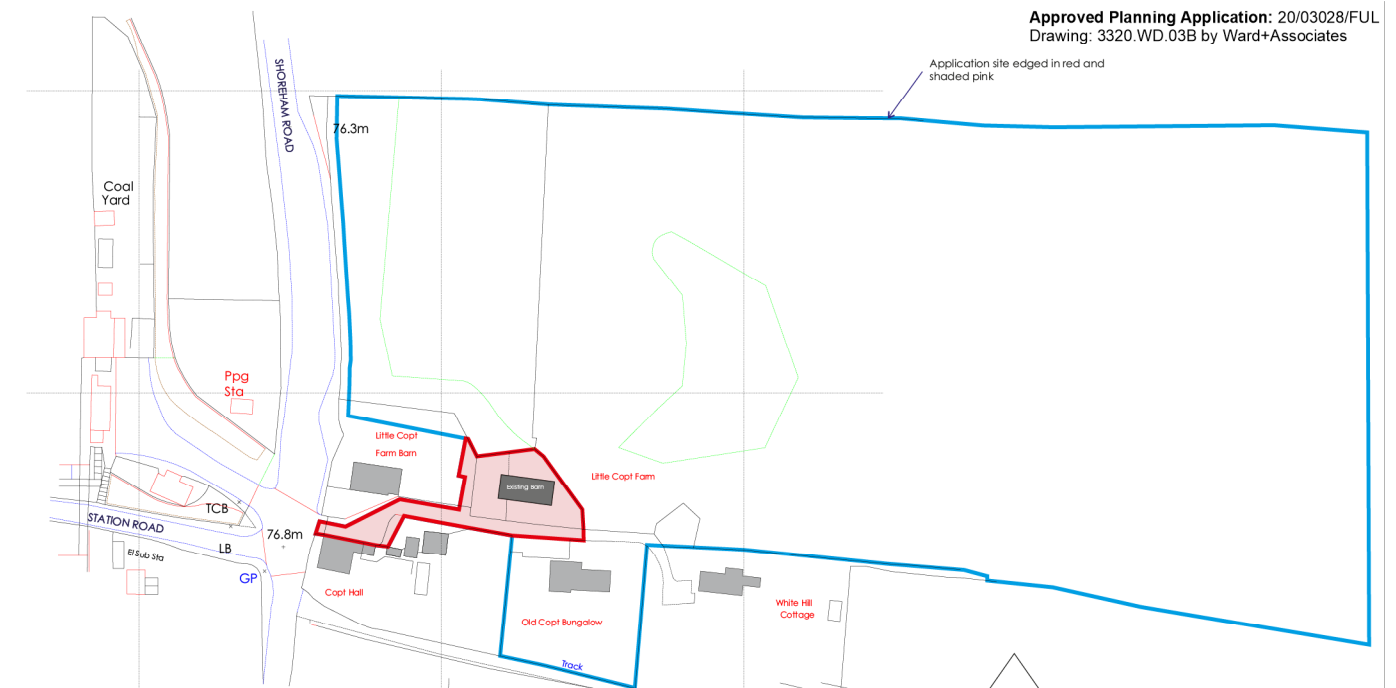 Approved Planning Application: 20/03028/FUL
Drawing: 3320.WD.03B by Ward+Associates
Application site edged in red and
shaded pink
SHOREHAM ROAD
76.3m
Coal
Yard
Ppg
Sta
Little Copt
Farm Barn
Little Copt Farm
Existing Barn
TCB
STATION ROAD
76.8m
LB
El Sub Sta
GP
Copt Hall
White Hill
Cottage
Old Copt Bungalow
Track